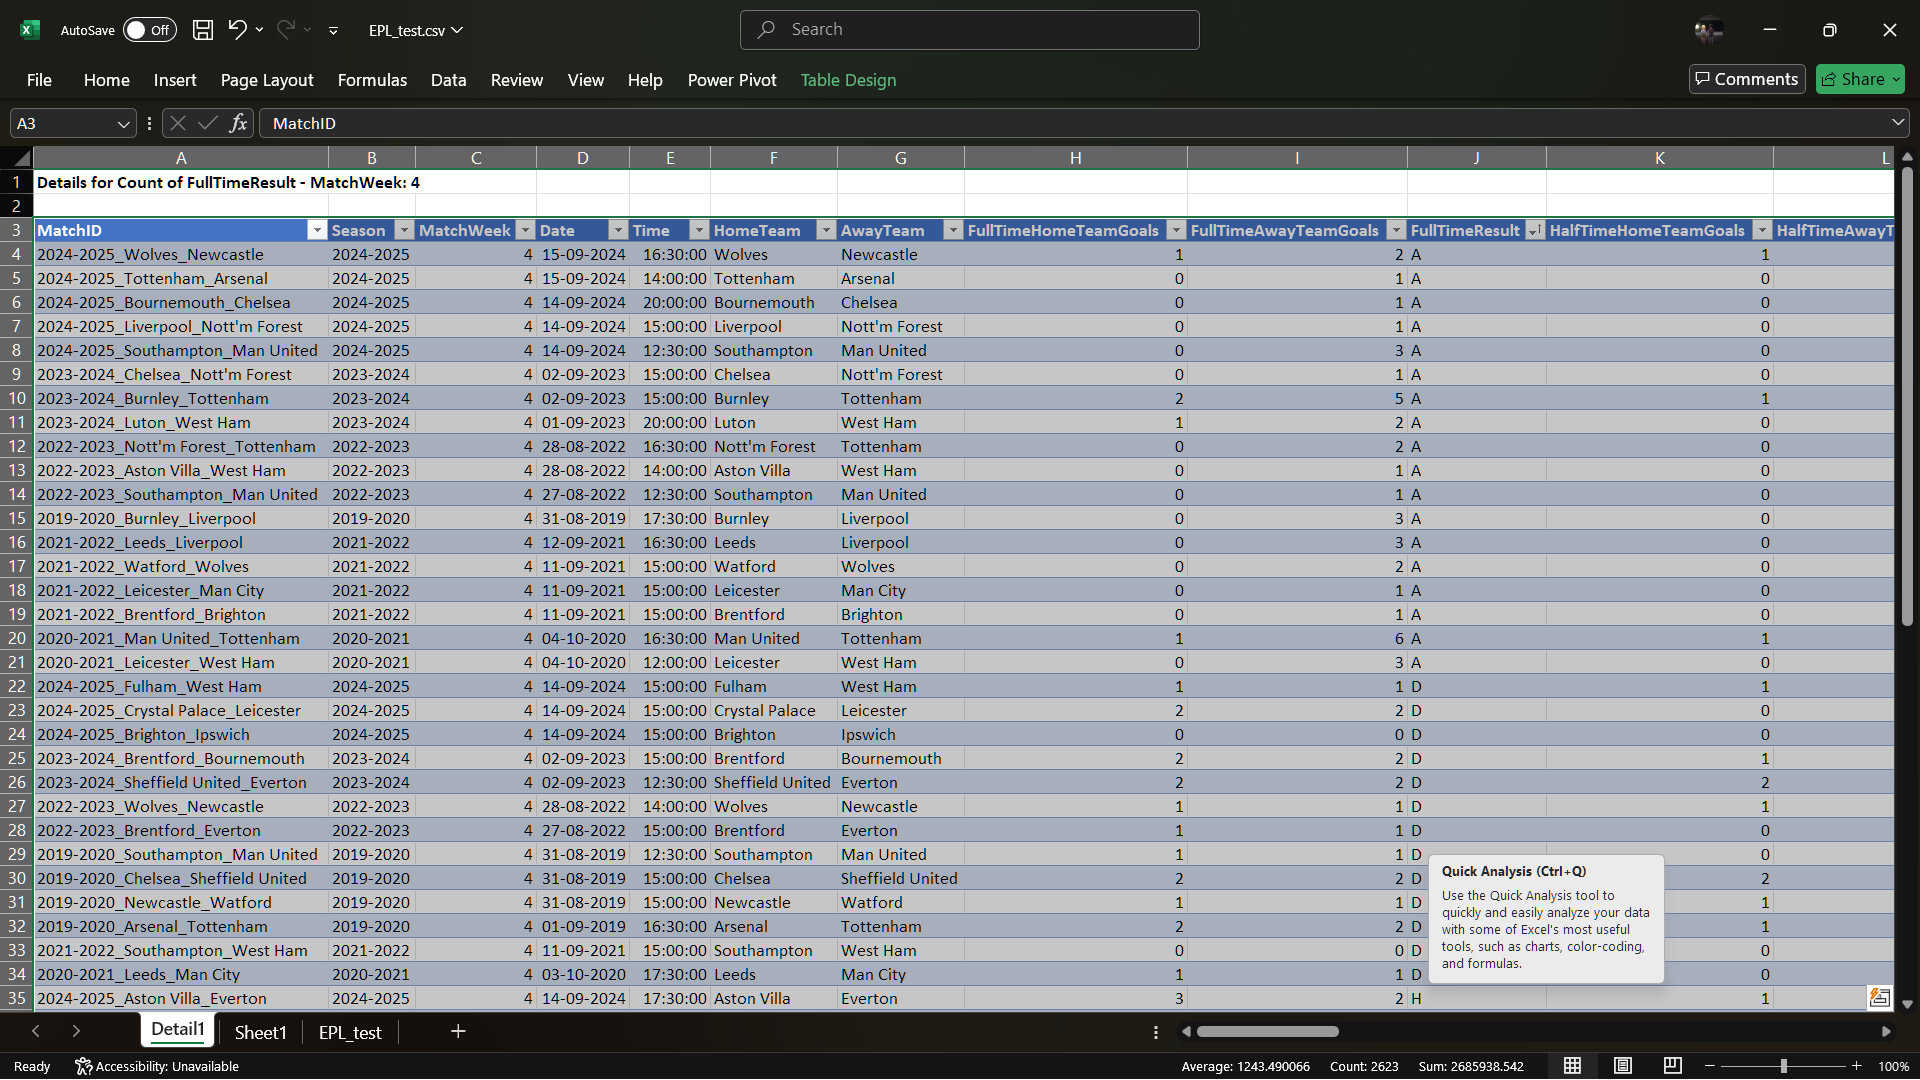 AutoSave Off EPL_test.csv Search
File Home Insert Page Layout Formulas Data Review View Help Power Pivot Table Design Comments Share
A3 fx MatchID
A B C D E F G H I J K L
1 Details for Count of FullTimeResult - MatchWeek: 4
2
3 MatchID Season MatchWeek Date Time HomeTeam AwayTeam FullTimeHomeTeamGoals FullTimeAwayTeamGoals FullTimeResult HalfTimeHomeTeamGoals HalfTimeAwayT
4 2024-2025_Wolves_Newcastle 2024-2025 4 15-09-2024 16:30:00 Wolves Newcastle 1 2 A 1
5 2024-2025_Tottenham_Arsenal 2024-2025 4 15-09-2024 14:00:00 Tottenham Arsenal 0 1 A 0
6 2024-2025_Bournemouth_Chelsea 2024-2025 4 14-09-2024 20:00:00 Bournemouth Chelsea 0 1 A 0
7 2024-2025_Liverpool_Nott'm Forest 2024-2025 4 14-09-2024 15:00:00 Liverpool Nott'm Forest 0 1 A 0
8 2024-2025_Southampton_Man United 2024-2025 4 14-09-2024 12:30:00 Southampton Man United 0 3 A 0
9 2023-2024_Chelsea_Nott'm Forest 2023-2024 4 02-09-2023 15:00:00 Chelsea Nott'm Forest 0 1 A 0
10 2023-2024_Burnley_Tottenham 2023-2024 4 02-09-2023 15:00:00 Burnley Tottenham 2 5 A 1
11 2023-2024_Luton_West Ham 2023-2024 4 01-09-2023 20:00:00 Luton West Ham 1 2 A 0
12 2022-2023_Nott'm Forest_Tottenham 2022-2023 4 28-08-2022 16:30:00 Nott'm Forest Tottenham 0 2 A 0
13 2022-2023_Aston Villa_West Ham 2022-2023 4 28-08-2022 14:00:00 Aston Villa West Ham 0 1 A 0
14 2022-2023_Southampton_Man United 2022-2023 4 27-08-2022 12:30:00 Southampton Man United 0 1 A 0
15 2019-2020_Burnley_Liverpool 2019-2020 4 31-08-2019 17:30:00 Burnley Liverpool 0 3 A 0
16 2021-2022_Leeds_Liverpool 2021-2022 4 12-09-2021 16:30:00 Leeds Liverpool 0 3 A 0
17 2021-2022_Watford_Wolves 2021-2022 4 11-09-2021 15:00:00 Watford Wolves 0 2 A 0
18 2021-2022_Leicester_Man City 2021-2022 4 11-09-2021 15:00:00 Leicester Man City 0 1 A 0
19 2021-2022_Brentford_Brighton 2021-2022 4 11-09-2021 15:00:00 Brentford Brighton 0 1 A 0
20 2020-2021_Man United_Tottenham 2020-2021 4 04-10-2020 16:30:00 Man United Tottenham 1 6 A 1
21 2020-2021_Leicester_West Ham 2020-2021 4 04-10-2020 12:00:00 Leicester West Ham 0 3 A 0
22 2024-2025_Fulham_West Ham 2024-2025 4 14-09-2024 15:00:00 Fulham West Ham 1 1 D 1
23 2024-2025_Crystal Palace_Leicester 2024-2025 4 14-09-2024 15:00:00 Crystal Palace Leicester 2 2 D 0
24 2024-2025_Brighton_Ipswich 2024-2025 4 14-09-2024 15:00:00 Brighton Ipswich 0 0 D 0
25 2023-2024_Brentford_Bournemouth 2023-2024 4 02-09-2023 15:00:00 Brentford Bournemouth 2 2 D 1
26 2023-2024_Sheffield United_Everton 2023-2024 4 02-09-2023 12:30:00 Sheffield United Everton 2 2 D 2
27 2022-2023_Wolves_Newcastle 2022-2023 4 28-08-2022 14:00:00 Wolves Newcastle 1 1 D 1
28 2022-2023_Brentford_Everton 2022-2023 4 27-08-2022 15:00:00 Brentford Everton 1 1 D 0
29 2019-2020_Southampton_Man United 2019-2020 4 31-08-2019 12:30:00 Southampton Man United 1 1 D 0
30 2019-2020_Chelsea_Sheffield United 2019-2020 4 31-08-2019 15:00:00 Chelsea Sheffield United 2 2 D 2
31 2019-2020_Newcastle_Watford 2019-2020 4 31-08-2019 15:00:00 Newcastle Watford 1 1 D 1
32 2019-2020_Arsenal_Tottenham 2019-2020 4 01-09-2019 16:30:00 Arsenal Tottenham 2 2 D 1
33 2021-2022_Southampton_West Ham 2021-2022 4 11-09-2021 15:00:00 Southampton West Ham 0 0 D 0
34 2020-2021_Leeds_Man City 2020-2021 4 03-10-2020 17:30:00 Leeds Man City 1 1 D 0
35 2024-2025_Aston Villa_Everton 2024-2025 4 14-09-2024 17:30:00 Aston Villa Everton 3 2 H 1
Quick Analysis (Ctrl+Q)
Use the Quick Analysis tool to
quickly and easily analyze your data
with some of Excel's most useful
tools, such as charts, color-coding,
and formulas.
Detail1 Sheet1 EPL_test
Ready Accessibility: Unavailable Average: 1243.490066 Count: 2623 Sum: 2685938.542 100%